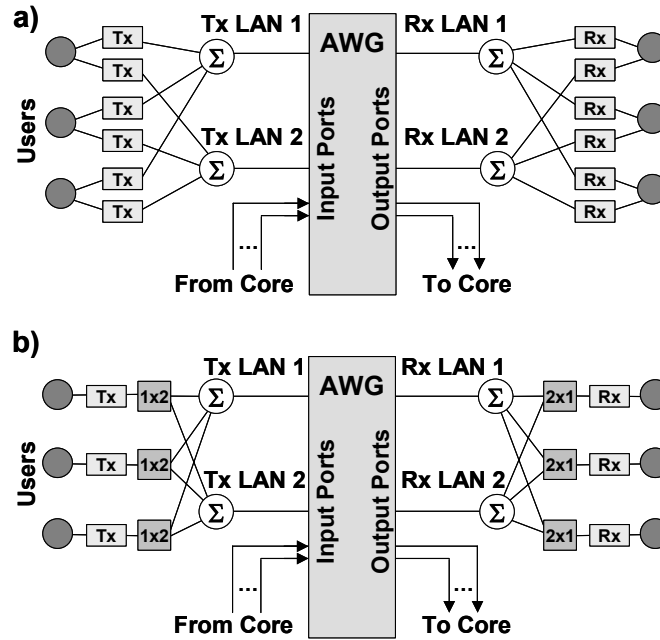 a)
Tx LAN 1
AWG
Rx LAN 1
Tx
Rx
Σ
Σ
Tx
Rx
Users
Tx
Rx
Tx LAN 2
Rx LAN 2
Tx
Rx
Input Ports
Output Ports
Σ
Σ
Tx
Rx
Tx
Rx
...
...
From Core
To Core
b)
Tx LAN 1
AWG
Rx LAN 1
Tx
1x2
Σ
Σ
2x1
Rx
Users
Tx
1x2
2x1
Rx
Tx LAN 2
Rx LAN 2
Input Ports
Output Ports
Σ
Σ
Tx
1x2
2x1
Rx
...
...
From Core
To Core